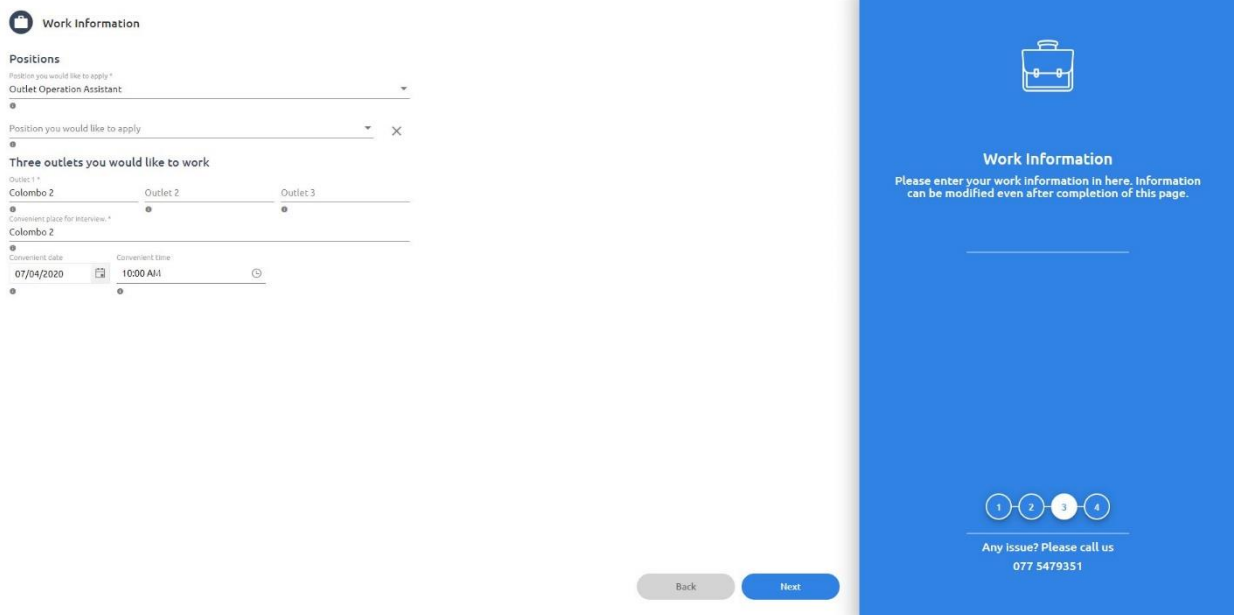 Work Information
Positions
Position you would like to apply *
Outlet Operation Assistant
Position you would like to apply
Three outlets you would like to work
Outlet 1 *
Colombo 2 Outlet 2 Outlet 3
Convenient place for Interview. *
Colombo 2
Convenient date Convenient time
07/04/2020 10:00 AM
Back Next
Work Information
Please enter your work information in here. Information
can be modified even after completion of this page.
1 2 3 4
Any issue? Please call us
077 5479351